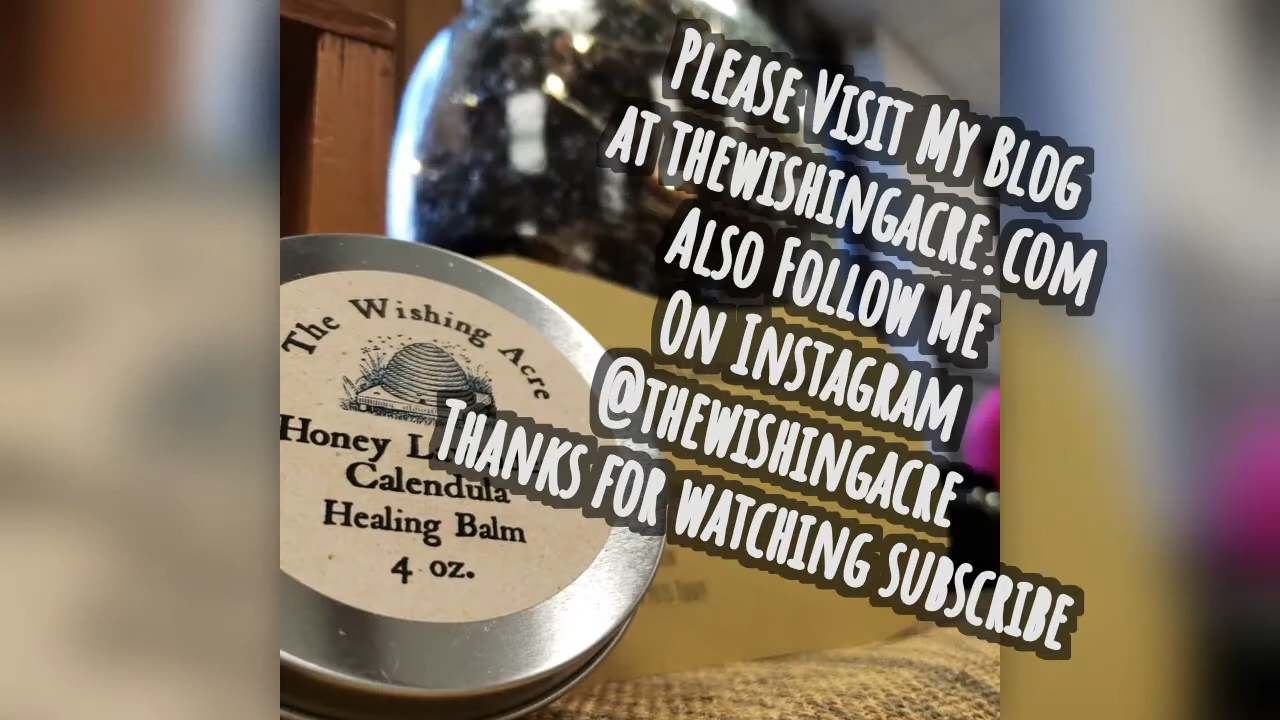 Please Visit My Blog
at thewishingacre.com
Also Follow Me
On Instagram
@thewishingacre
Thanks for watching subscribe
The Wishing Acre
Honey
Calendula
Healing Balm
4 oz.